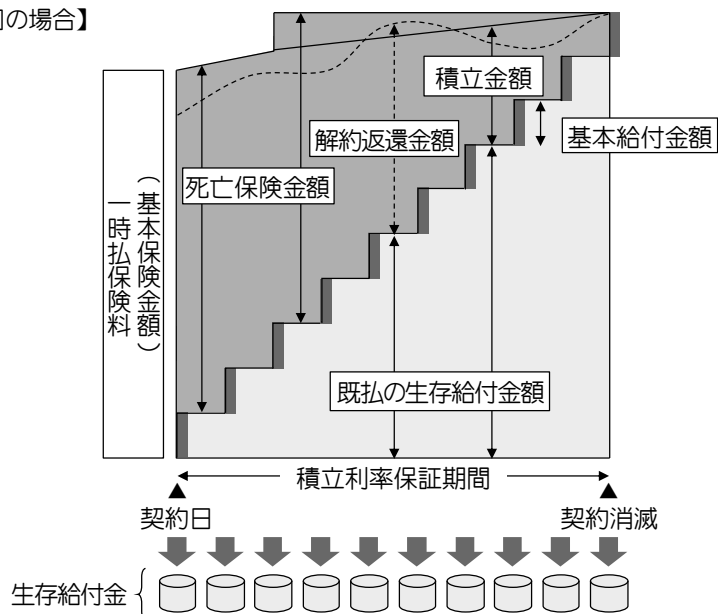 の場合】
積立金額
基本給付金額
解約返還金額
死亡保険金額
一時払保険料
（基本保険金額）
既払の生存給付金額
積立利率保証期間
契約日
契約消滅
生存給付金